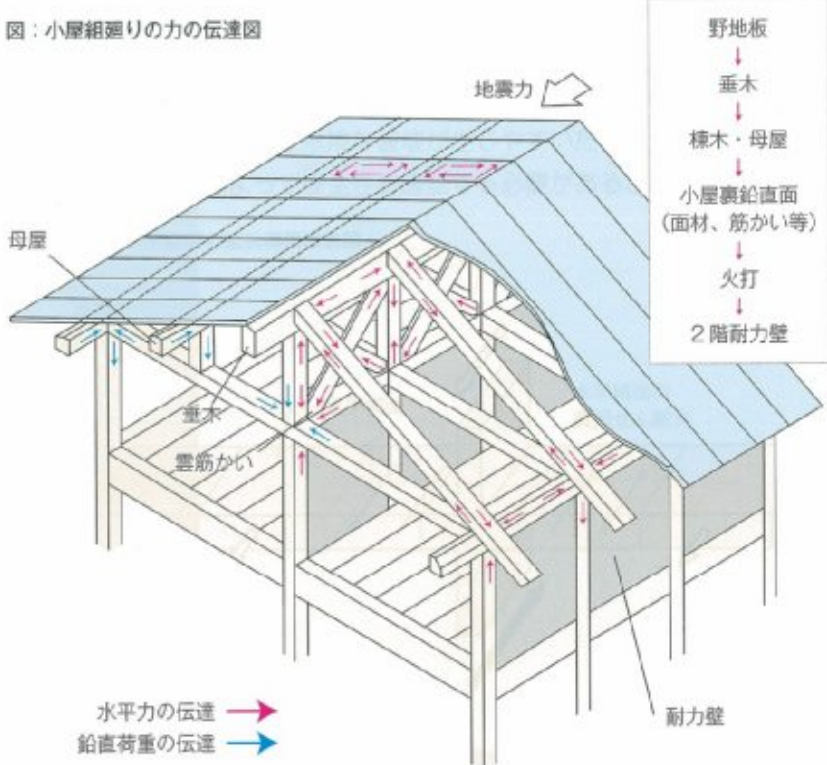 図：小屋組廻りの力の伝達図
野地板
垂木
棟木・母屋
小屋裏鉛直面
（面材、筋かい等）
火打
２階耐力壁
地震力
母屋
垂木
雲筋かい
耐力壁
水平力の伝達
鉛直荷重の伝達